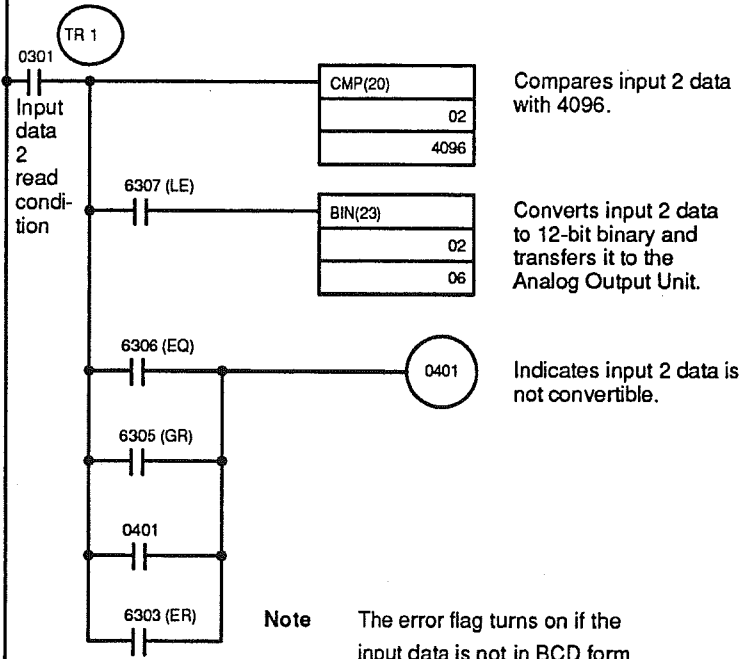 TR 1
0301
Input
data
2
read
condi-
tion
CMP(20)
02
4096
Compares input 2 data
with 4096.
6307 (LE)
BIN(23)
02
06
Converts input 2 data
to 12-bit binary and
transfers it to the
Analog Output Unit.
6306 (EQ)
0401
Indicates input 2 data is
not convertible.
6305 (GR)
0401
6303 (ER)
Note The error flag turns on if the
input data is not in BCD form